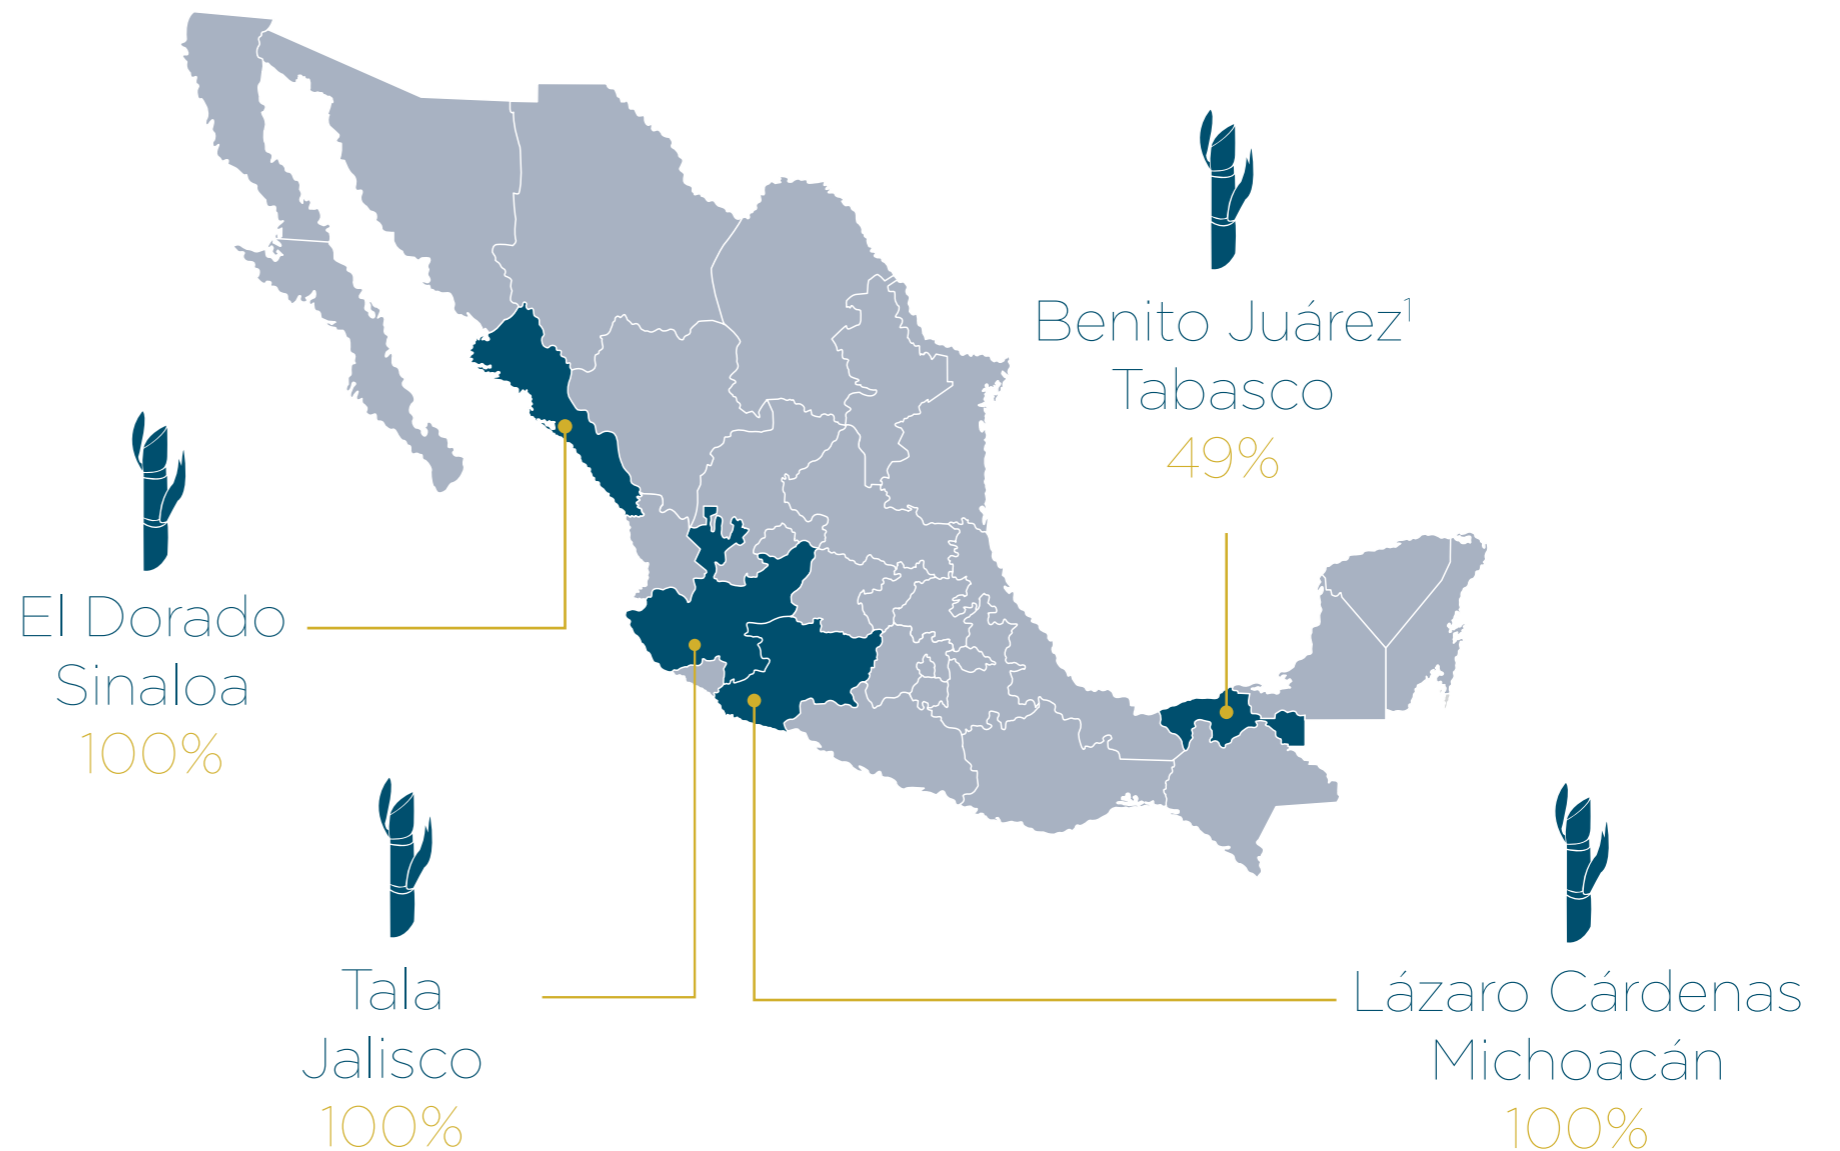 Benito Juárez¹
Tabasco
49%
El Dorado
Sinaloa
100%
Tala
Jalisco
100%
Lázaro Cárdenas
Michoacán
100%